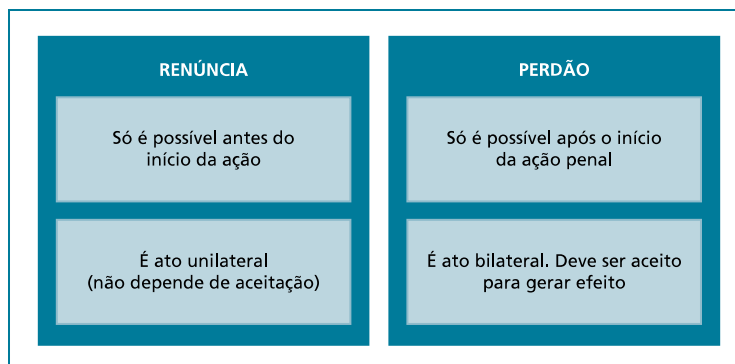 RENÚNCIA
Só é possível antes do
início da ação
É ato unilateral
(não depende de aceitação)
PERDÃO
Só é possível após o início
da ação penal
É ato bilateral. Deve ser aceito
para gerar efeito